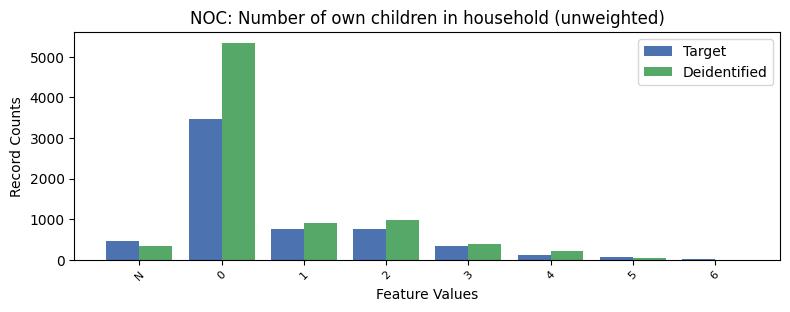 NOC: Number of own children in household (unweighted)
Target
Deidentified
Record Counts
5000
4000
3000
2000
1000
0
N 0 1 2 3 4 5 6
Feature Values